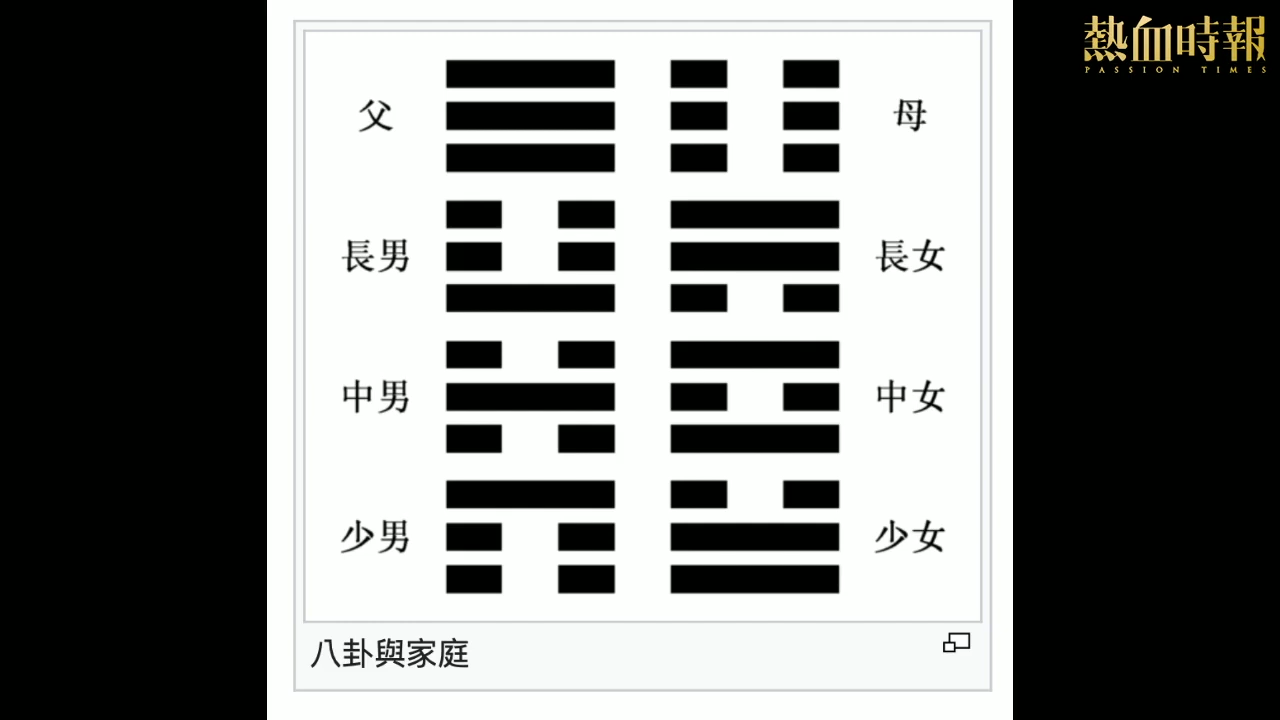 熱血時報
PASSION TIMES
父 母
長男 長女
中男 中女
少男 少女
八卦與家庭